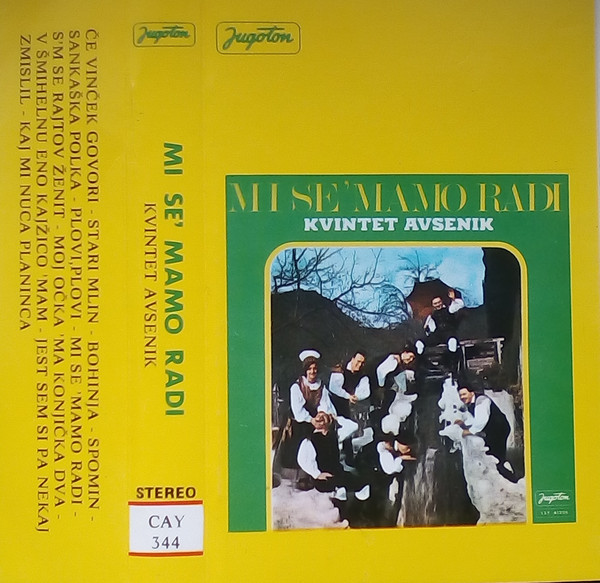 ČE VINČEK GOVORI - STARI MLIN - BOHINJA - SPOMIN -
SANKAŠKA POLKA - PLOVI, PLOVI - MI SE 'MAMO RADI -
S'M SE RAJTOV ŽENIT - MOJ OČKA 'MA KONJIČKA DVA -
V ŠMIHELNU ENO KAJŽICO 'MAM - JEST SEM SI PA NEKAJ
ZMISLIL - KAJ MI NUCA PLANINCA
Jugoton
MI SE' MAMO RADI
KVINTET AVSENIK
STEREO
CAY
344
Jugoton
MI SE 'MAMO RADI
KVINTET AVSENIK
Jugoton